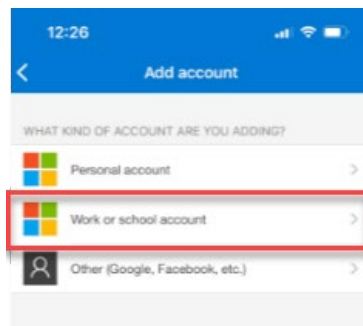 12:26
Add account
WHAT KIND OF ACCOUNT ARE YOU ADDING?
Personal account
Work or school account
Other (Google, Facebook, etc.)